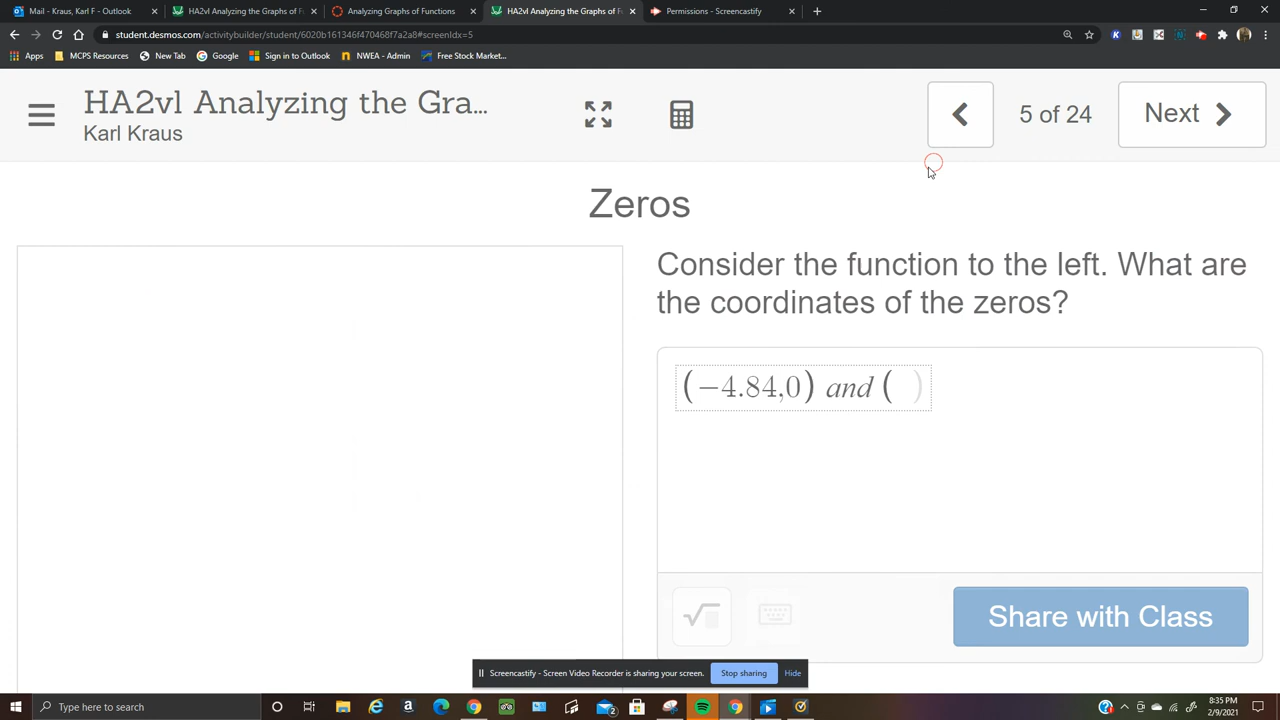 Mail - Kraus, Karl F - Outlook
HA2vl Analyzing the Graphs of F
Analyzing Graphs of Functions
HA2vl Analyzing the Graphs of F
Permissions - Screencastify
student.desmos.com/activitybuilder/student/6020b161346f470468f7a2a8#screenIdx=5
Apps
MCPS Resources
New Tab
Google
Sign in to Outlook
NWEA - Admin
Free Stock Market...
HA2vl Analyzing the Gra...
Karl Kraus
5 of 24
Next
Zeros
Consider the function to the left. What are
the coordinates of the zeros?
(−4.84,0) and ( )
Share with Class
Screencastify - Screen Video Recorder is sharing your screen.
Stop sharing
Hide
Type here to search
8:35 PM
2/9/2021